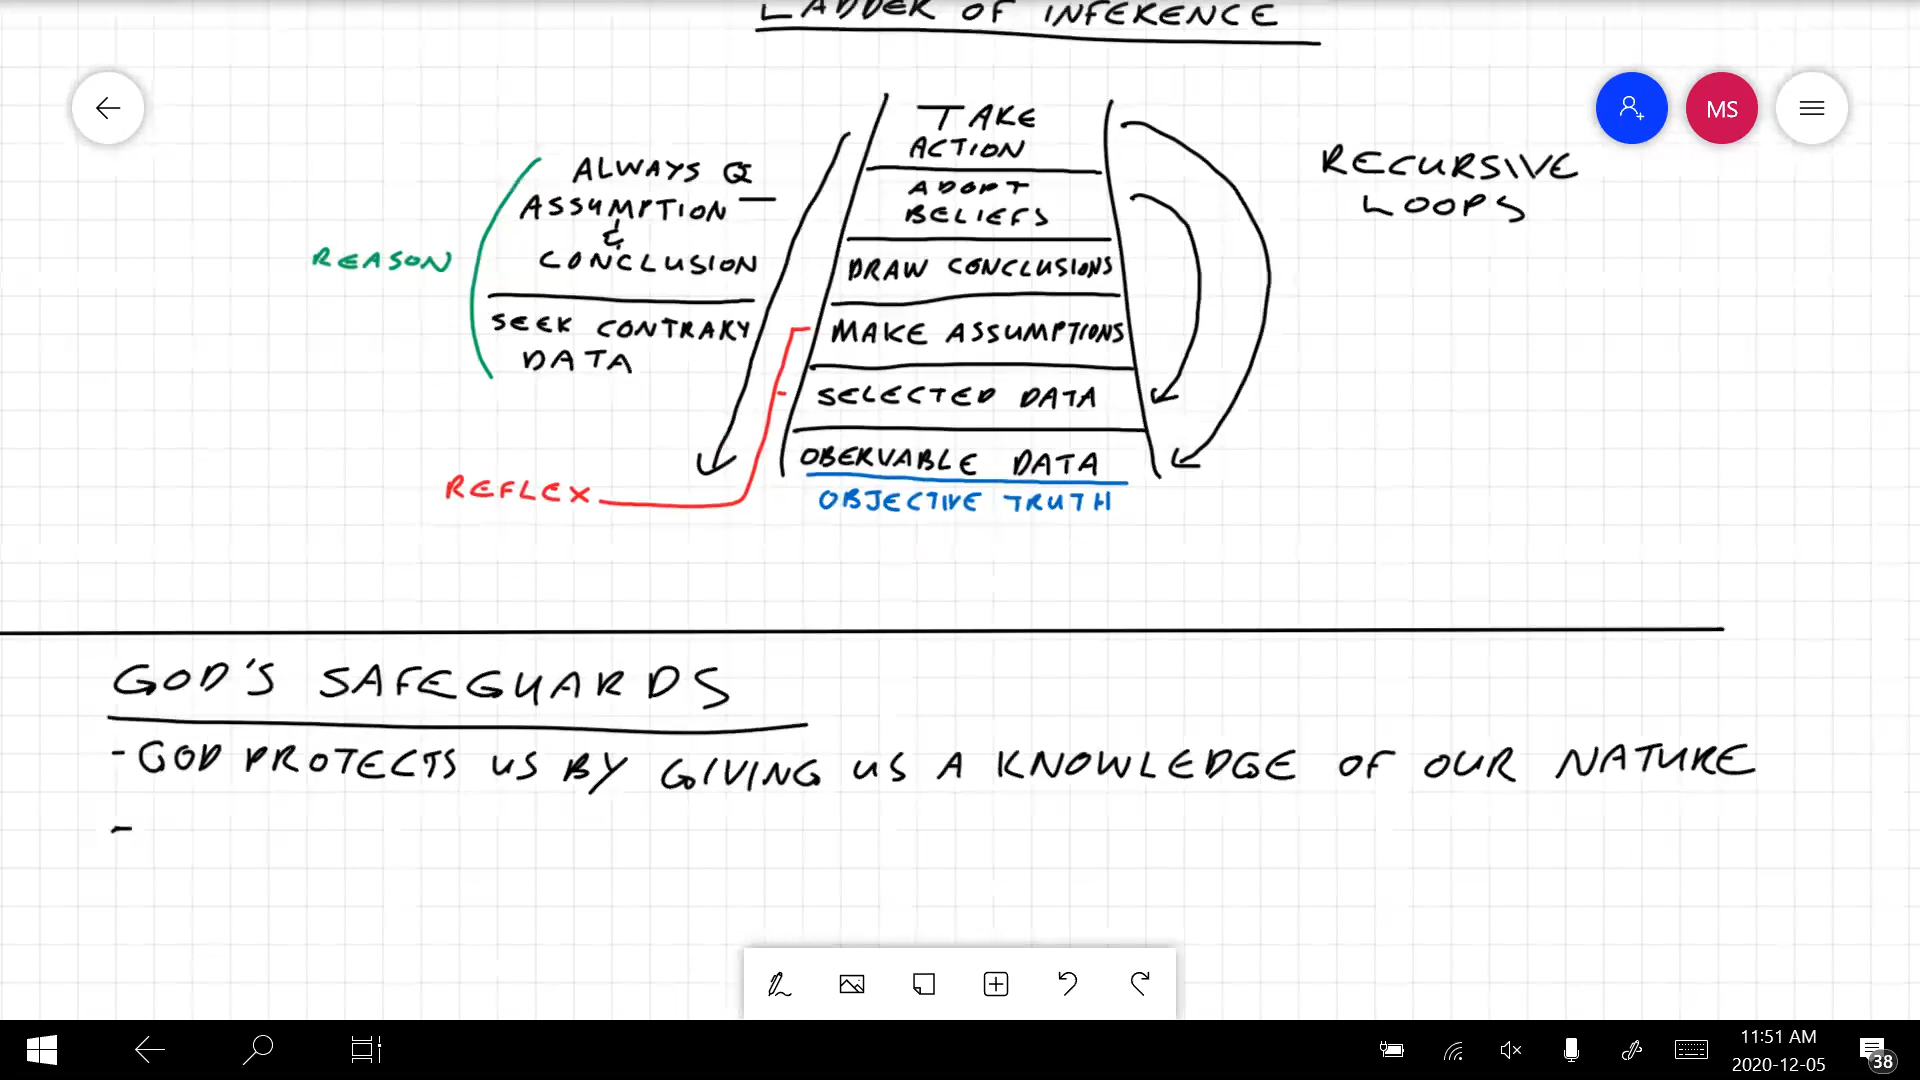 LADDER OF INFERENCE
MS
TAKE
ACTION
ADOPT
BELIEFS
DRAW CONCLUSIONS
MAKE ASSUMPTIONS
SELECTED DATA
OBERVABLE DATA
OBJECTIVE TRUTH
ALWAYS Q
ASSUMPTION
&
CONCLUSION
SEEK CONTRARY
DATA
REASON
REFLEX
RECURSIVE
LOOPS
GOD'S SAFEGUARDS
- GOD PROTECTS US BY GIVING US A KNOWLEDGE OF OUR NATURE
-
11:51 AM
2020-12-05
38